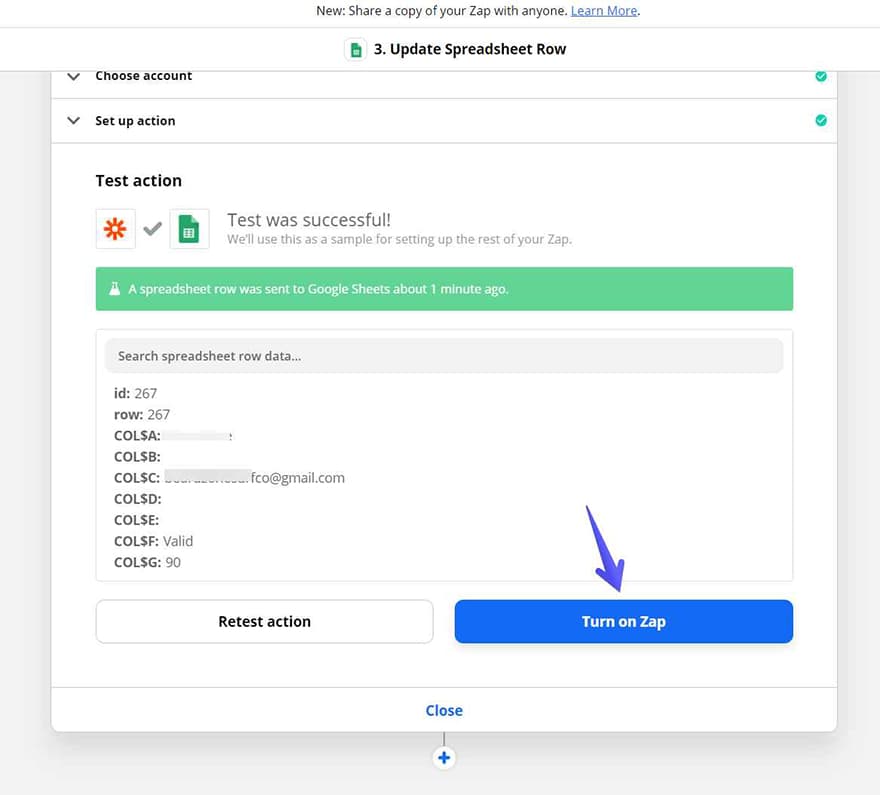 New: Share a copy of your Zap with anyone. Learn More.
3. Update Spreadsheet Row
Choose account
Set up action
Test action
Test was successful!
We'll use this as a sample for setting up the rest of your Zap.
A spreadsheet row was sent to Google Sheets about 1 minute ago.
Search spreadsheet row data...
id: 267
row: 267
COL$A:
COL$B:
COL$C: fco@gmail.com
COL$D:
COL$E:
COL$F: Valid
COL$G: 90
Retest action
Turn on Zap
Close